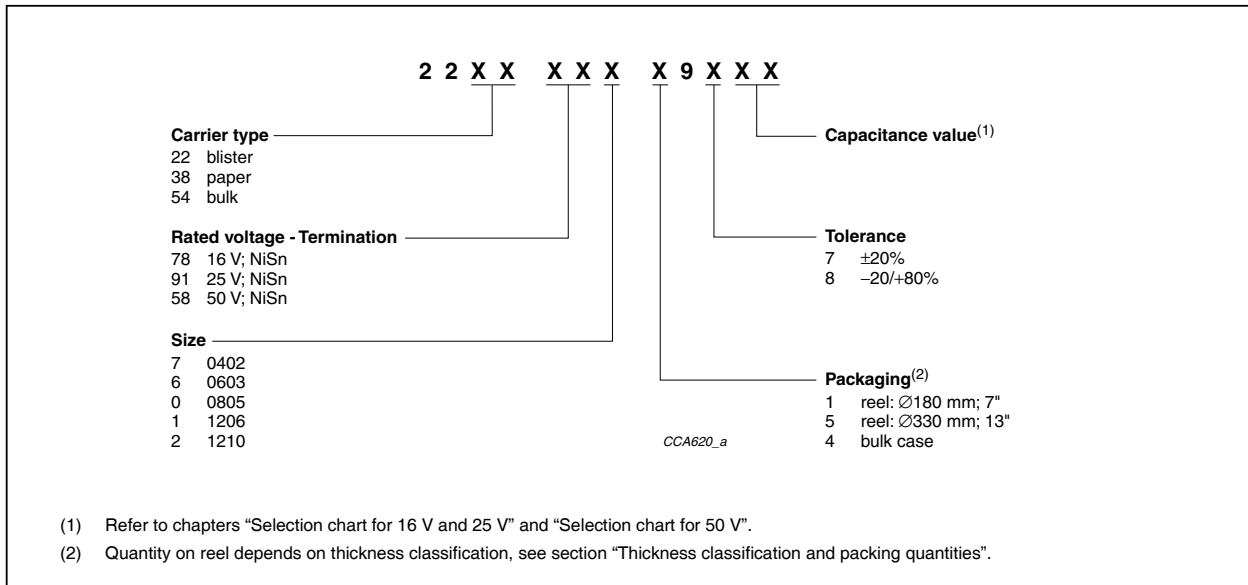 2 2 X X X X X X 9 X X X
Carrier type
22 blister
38 paper
54 bulk
Rated voltage - Termination
78 16 V; NiSn
91 25 V; NiSn
58 50 V; NiSn
Size
7 0402
6 0603
0 0805
1 1206
2 1210
Capacitance value(1)
Tolerance
7 ±20%
8 −20/+80%
Packaging(2)
1 reel: ∅180 mm; 7"
5 reel: ∅330 mm; 13"
4 bulk case
CCA620_a
(1) Refer to chapters “Selection chart for 16 V and 25 V” and “Selection chart for 50 V”.
(2) Quantity on reel depends on thickness classification, see section “Thickness classification and packing quantities”.